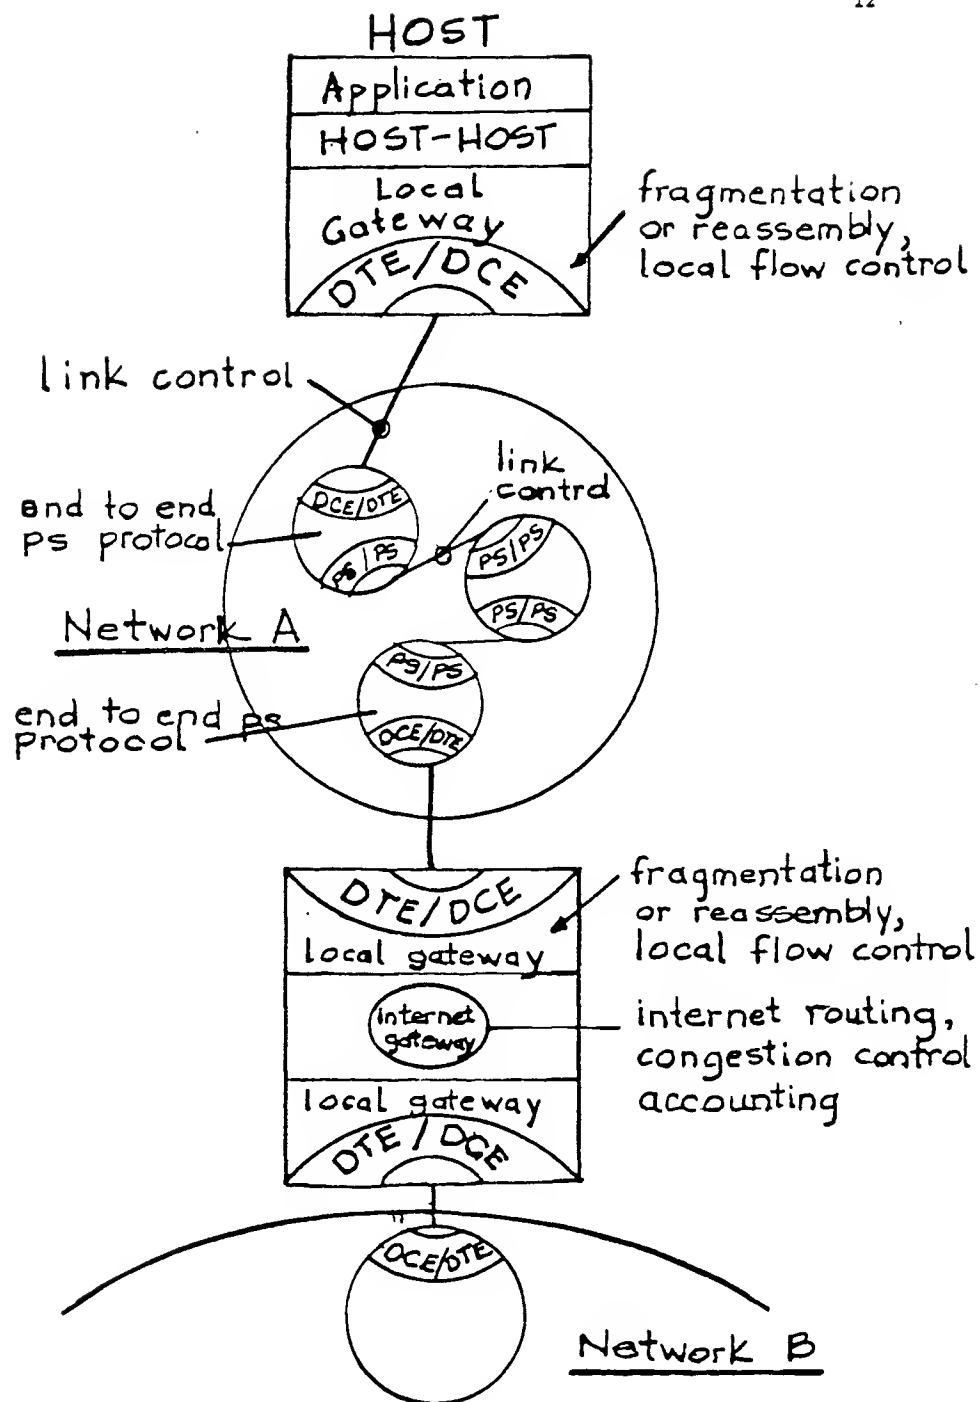 12
HOST
Application
HOST-HOST
Local
Gateway
DTE/DCE
fragmentation
or reassembly,
local flow control
link control
link
contrd
DCE/DTE
end to end
ps protocol
PS/PS
PS/PS
PS/PS
Network A
PS/PS
end to end ps
protocol
DCE/DTE
DTE/DCE
local gateway
fragmentation
or reassembly,
local flow control
internet
gateway
internet routing,
congestion control
accounting
local gateway
DTE/DCE
DCE/DTE
Network B